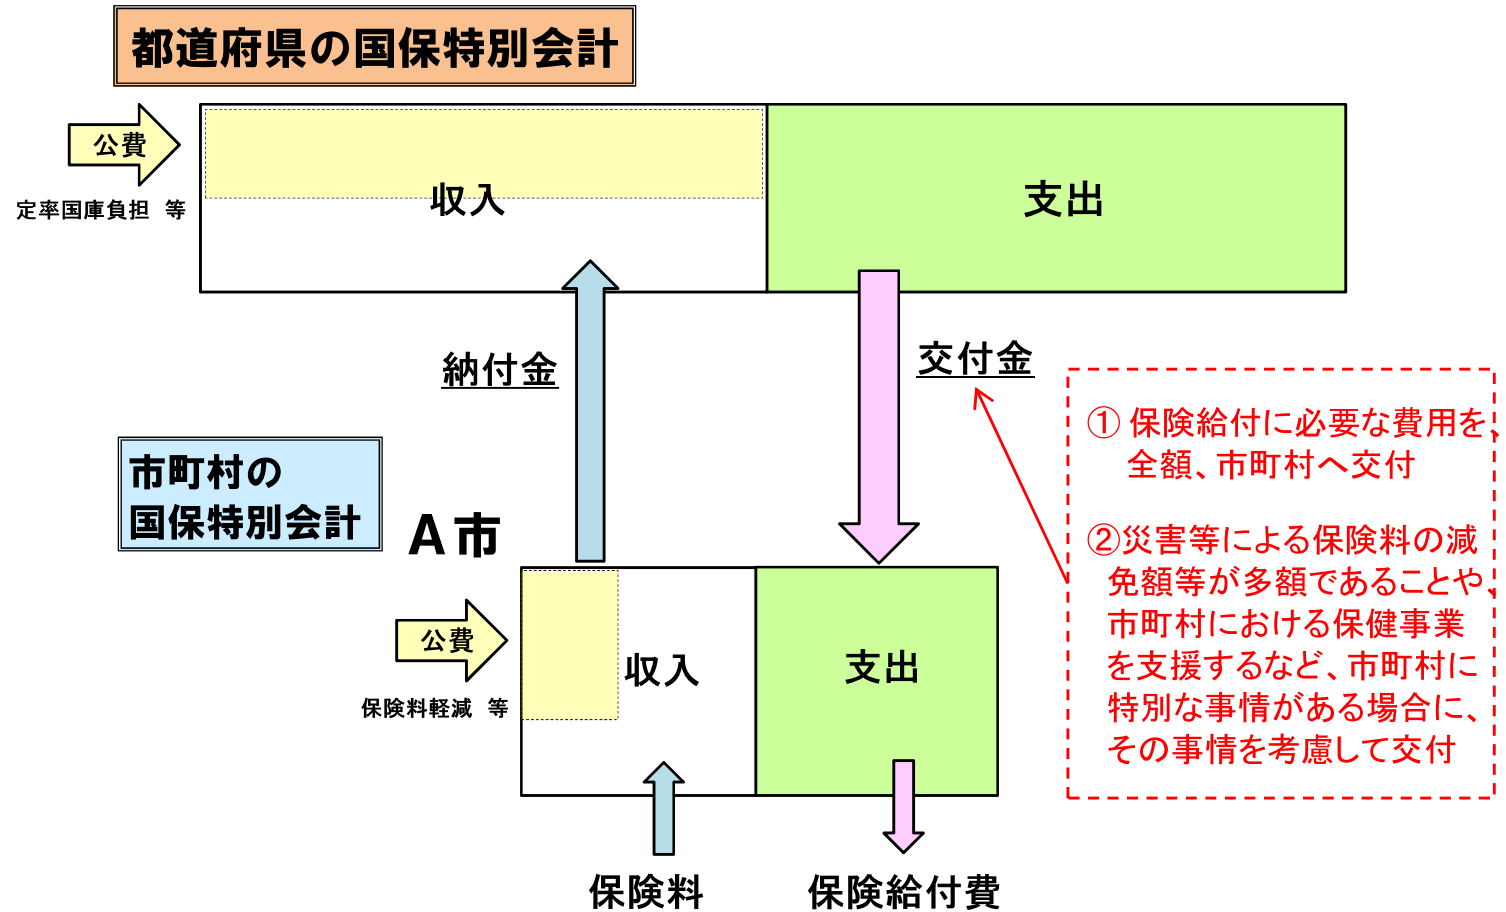 都道府県の国保特別会計
公費
定率国庫負担　等
収入
支出
納付金
交付金
① 保険給付に必要な費用を、
全額、市町村へ交付
②災害等による保険料の減
免額等が多額であることや、
市町村における保健事業
を支援するなど、市町村に
特別な事情がある場合に、
その事情を考慮して交付
市町村の
国保特別会計
A市
公費
保険料軽減　等
収入
支出
保険料
保険給付費